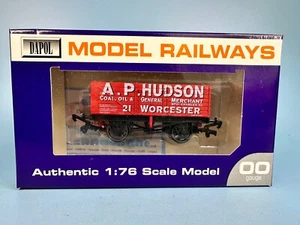 DAPOL
MODEL RAILWAYS
A.P.HUDSON
COAL, OIL & GENERAL MERCHANT
21 WORCESTER
Authentic 1:76 Scale Model
OO
gauge